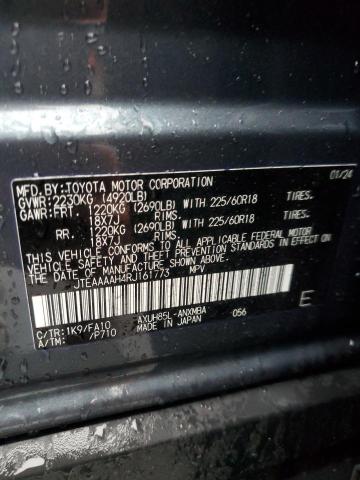 MFD.BY:TOYOTA MOTOR CORPORATION 01/24
GVWR:2230KG (4920LB)
GAWR:FRT. 1220KG (2690LB) WITH 225/60R18 TIRES.
18X7J RIMS.
RR. 1220KG (2690LB) WITH 225/60R18 TIRES.
18X7J RIMS.
THIS VEHICLE CONFORMS TO ALL APPLICABLE FEDERAL MOTOR
VEHICLE SAFETY, BUMPER, AND THEFT PREVENTION STANDARDS IN
EFFECT ON THE DATE OF MANUFACTURE SHOWN ABOVE.
JTEAAAAH4RJ161773 MPV
C/TR:1K9/FA10 AXUH85L-ANXMBA 056
A/TM: /P710 MADE IN JAPAN
E